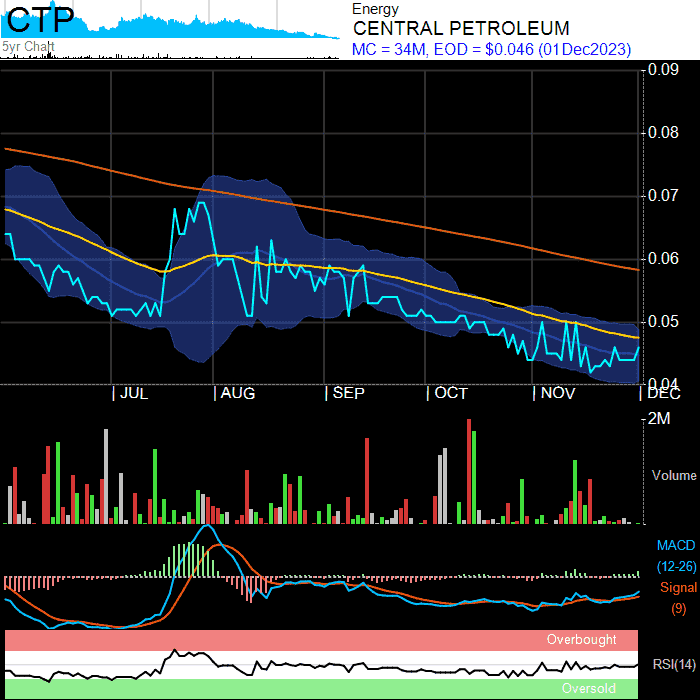 CTP
5yr Chart
Energy
CENTRAL PETROLEUM
MC = 34M, EOD = $0.046 (01Dec2023)
0.09
0.08
0.07
0.06
0.05
0.04
JUL AUG SEP OCT NOV DEC
2M
Volume
MACD
(12-26)
Signal
(9)
Overbought
RSI(14)
Oversold